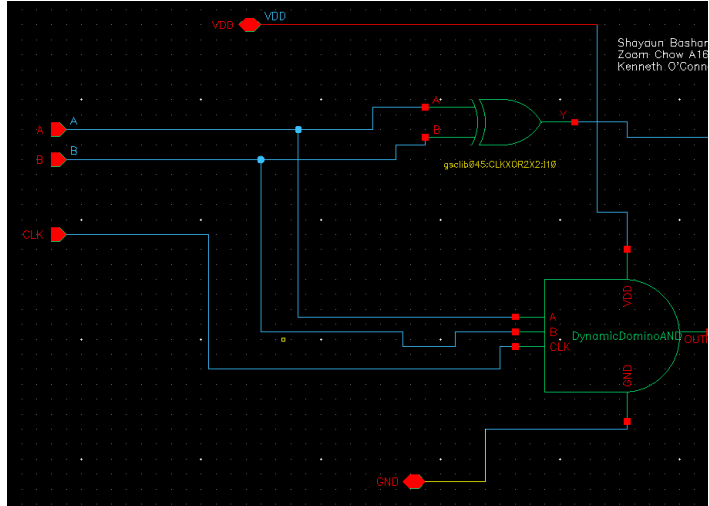 VDD VDD
Shayaun Bashar
Zoom Chow A16
Kenneth O'Conn
A A
B B
A
B
Y
gsclib045:CLKXOR2X2:I10
CLK
VDD
A
B
CLK
DynamicDominoAND
OUT
GND
GND